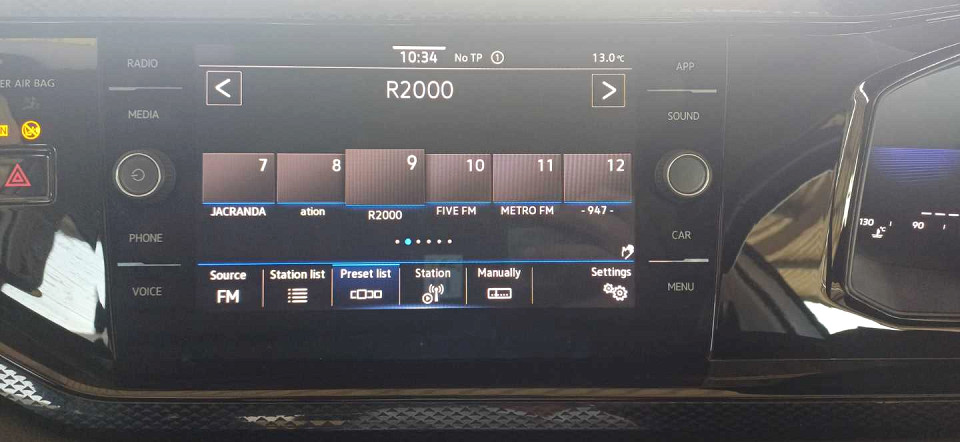 10:34 No TP 1 13.0°C
RADIO
APP
ER AIR BAG
< R2000 >
MEDIA
SOUND
N
7 8 9 10 11 12
JACRANDA ation R2000 FIVE FM METRO FM - 947 -
PHONE
CAR
130 °C 90
Source Station list Preset list Station Manually Settings
FM
VOICE
MENU